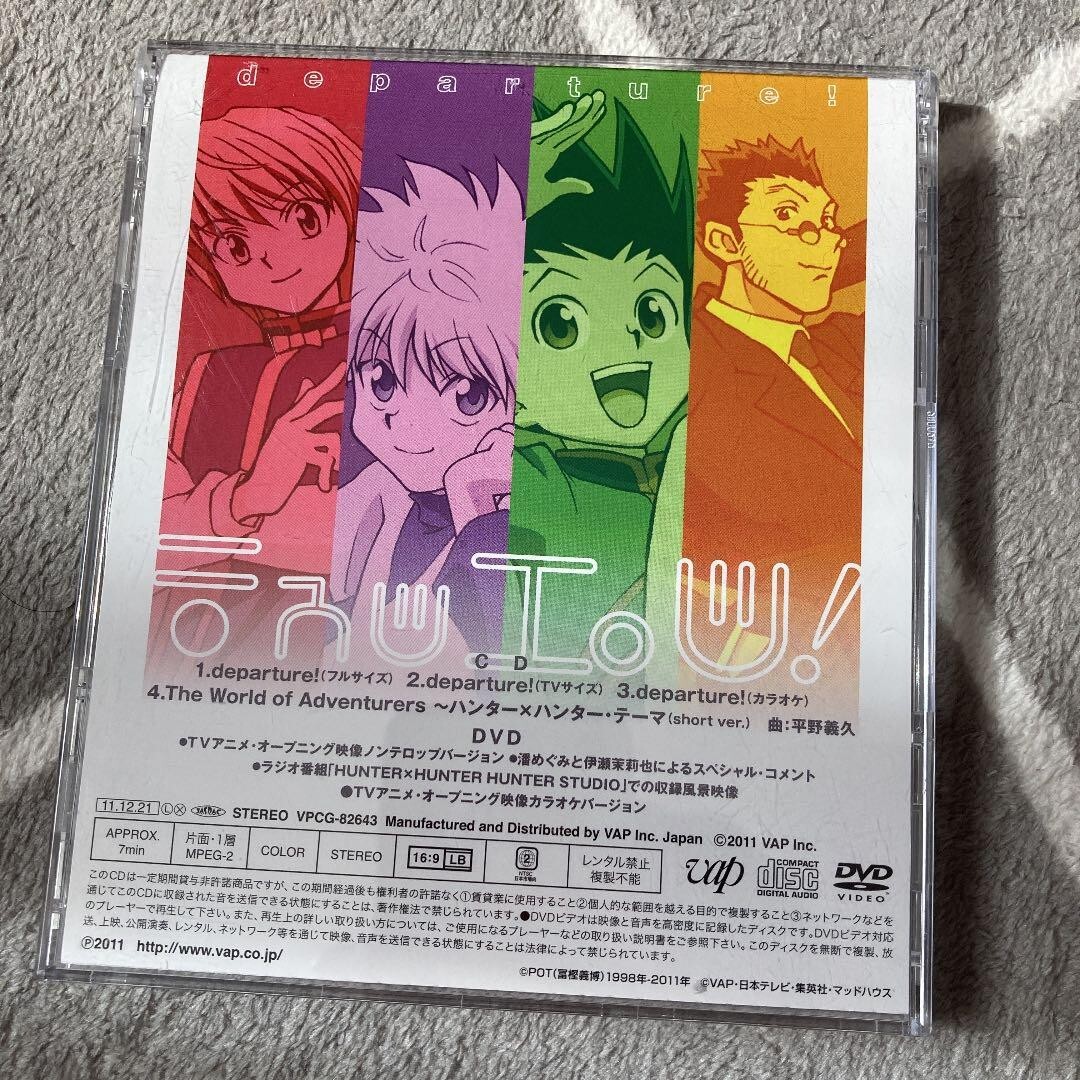 departure!
CD
1.departure!(フルサイズ) 2.departure!(TVサイズ) 3.departure!(カラオケ)
4.The World of Adventurers 〜ハンター×ハンター・テーマ(short ver.) 曲:平野義久
DVD
●TVアニメ・オープニング映像ノンテロップバージョン ●潘めぐみと伊瀬茉莉也によるスペシャル・コメント
●ラジオ番組「HUNTER×HUNTER HUNTER STUDIO」での収録風景映像
●TVアニメ・オープニング映像カラオケバージョン
11.12.21 Ⓛ Ⓧ STEREO VPCG-82643 Manufactured and Distributed by VAP Inc. Japan ©2011 VAP Inc.
APPROX. 7min 片面・1層 MPEG-2 COLOR STEREO 16:9 LB 2 NTSC 日本市場向 レンタル禁止 複製不能 vap COMPACT disc DIGITAL AUDIO DVD VIDEO
このCDは一定期間貸与非許諾商品ですが、この期間経過後も権利者の許諾なく①賃貸業に使用すること②個人的な範囲を越える目的で複製すること③ネットワークなどを
通じてこのCDに収録された音を送信できる状態にすることは、著作権法で禁じられています。●DVDビデオは映像と音声を高密度に記録したディスクです。DVDビデオ対応
のプレーヤーで再生して下さい。また、再生上の詳しい取り扱い方については、ご使用になるプレーヤーなどの取り扱い説明書をご参照下さい。このディスクを無断で複製、放
送、上映、公開演奏、レンタル、ネットワーク等を通じて映像、音声を送信できる状態にすることは法律によって禁じられています。
℗2011 http://www.vap.co.jp/
©POT(冨樫義博)1998年-2011年 ©VAP・日本テレビ・集英社・マッドハウス